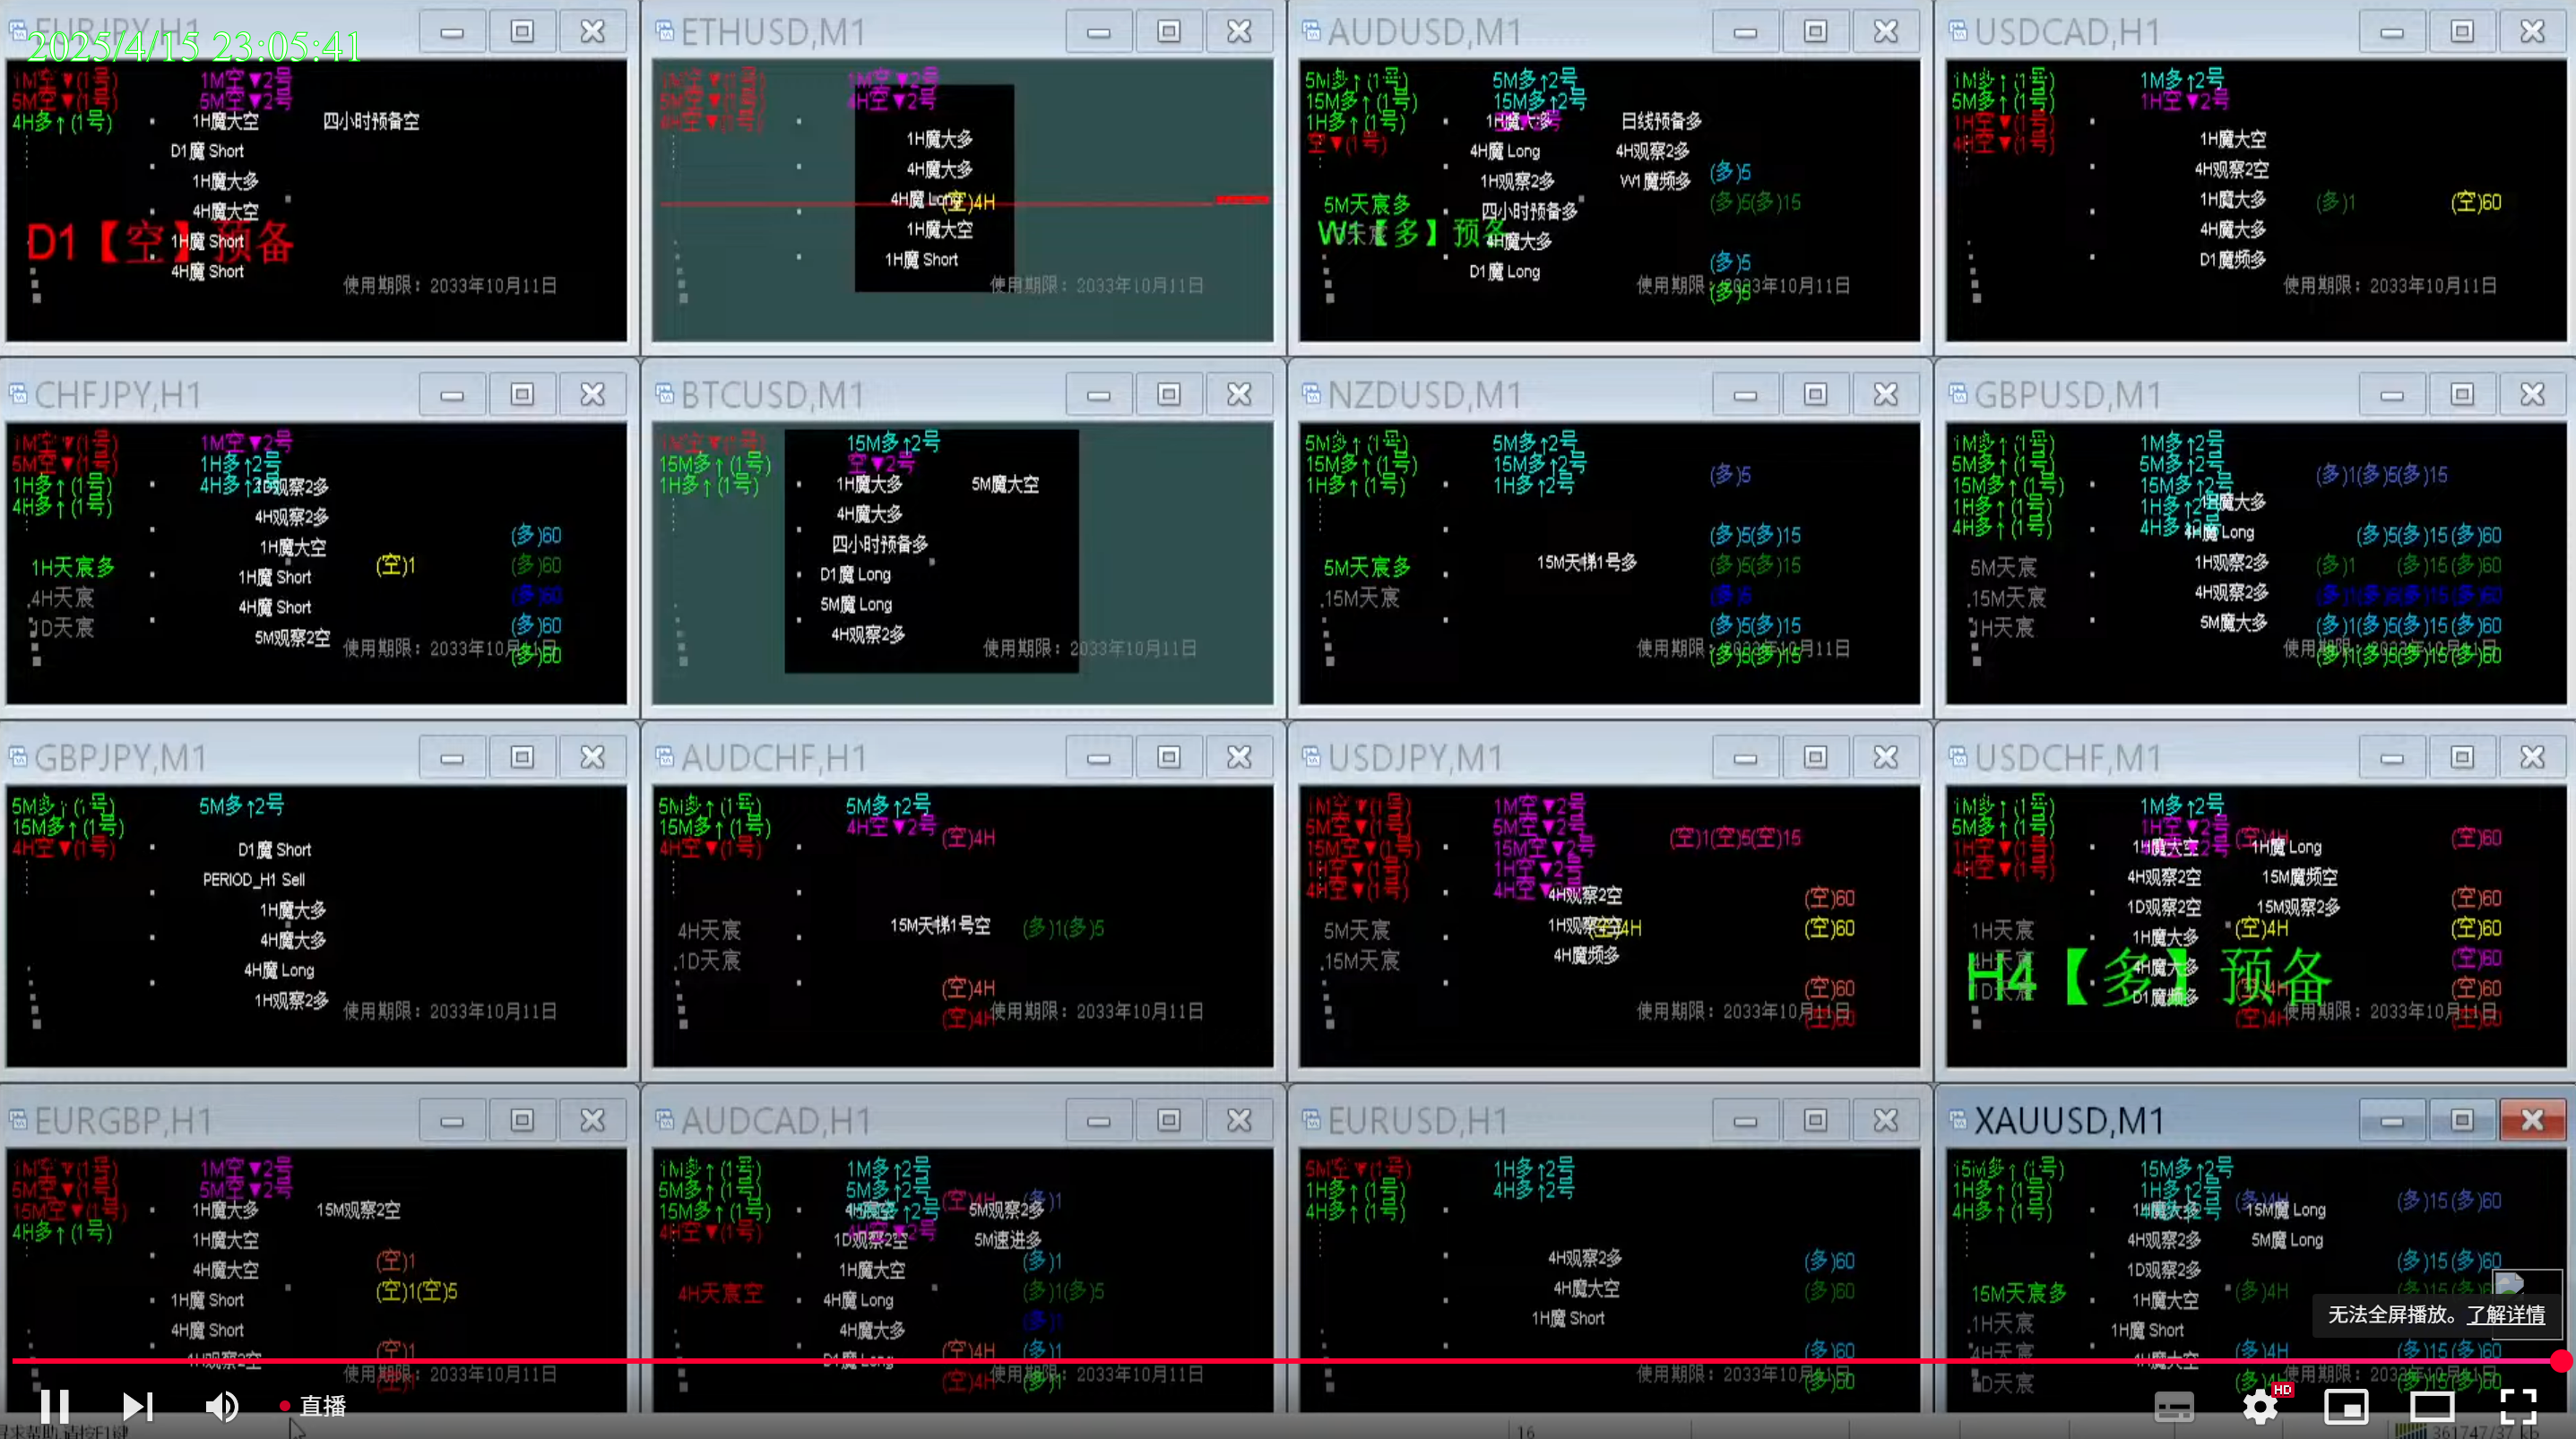 EURJPY,H1
2025/4/15 23:05:41
1M空▼(1号)
5M空▼(1号)
4H多↑(1号)
1M空▼2号
5M空▼2号
1H魔大空
四小时预备空
D1魔 Short
1H魔大多
4H魔大空
1H魔 Short
4H魔 Short
D1【空】预备
使用期限：2033年10月11日
ETHUSD,M1
1M空▼(1号)
5M空▼(1号)
4H空▼(1号)
1M空▼2号
4H空▼2号
1H魔大多
4H魔大多
4H魔 Long
(空)4H
1H魔大空
1H魔 Short
使用期限：2033年10月11日
AUDUSD,M1
5M多↑(1号)
15M多↑(1号)
1H多↑(1号)
空▼(1号)
5M多↑2号
15M多↑2号
1H魔大多
日线预备多
4H魔 Long
4H观察2多
1H观察2多
W1魔频多
(多)5
四小时预备多
(多)5(多)15
5M天宸多
4H魔大多
W1【多】预备
D1魔 Long
(多)5
(多)5
使用期限：2033年10月11日
USDCAD,H1
1M多↑(1号)
5M多↑(1号)
1H空▼(1号)
4H空▼(1号)
1M多↑2号
1H空▼2号
1H魔大空
4H观察2空
1H魔大多
4H魔大多
D1魔频多
(多)1
(空)60
使用期限：2033年10月11日
CHFJPY,H1
1M空▼(1号)
5M空▼(1号)
1H多↑(1号)
4H多↑(1号)
1M空▼2号
1H多↑2号
4H多↑2号
1D观察2多
4H观察2多
1H魔大空
1H魔 Short
4H魔 Short
5M观察2空
(空)1
(多)60
(多)60
(多)60
(多)60
(多)60
1H天宸多
4H天宸
1D天宸
使用期限：2033年10月11日
BTCUSD,M1
1M空▼(1号)
15M多↑(1号)
1H多↑(1号)
15M多↑2号
空▼2号
1H魔大多
5M魔大空
4H魔大多
四小时预备多
D1魔 Long
5M魔 Long
4H观察2多
使用期限：2033年10月11日
NZDUSD,M1
5M多↑(1号)
15M多↑(1号)
1H多↑(1号)
5M多↑2号
15M多↑2号
1H多↑2号
(多)5
(多)5(多)15
(多)5(多)15
(多)5
(多)5(多)15
(多)5(多)15
15M天梯1号多
5M天宸多
15M天宸
使用期限：2033年10月11日
GBPUSD,M1
1M多↑(1号)
5M多↑(1号)
15M多↑(1号)
1H多↑(1号)
4H多↑(1号)
1M多↑2号
5M多↑2号
15M多↑2号
1H多↑2号
4H多↑2号
1H魔大多
4H魔 Long
1H观察2多
4H观察2多
5M魔大多
(多)1(多)5(多)15
(多)5(多)15(多)60
(多)1 (多)15(多)60
(多)1(多)5(多)15(多)60
(多)1(多)5(多)15(多)60
(多)1(多)5(多)15(多)60
5M天宸
15M天宸
1H天宸
使用期限：2033年10月11日
GBPJPY,M1
5M多↑(1号)
15M多↑(1号)
4H空▼(1号)
5M多↑2号
D1魔 Short
PERIOD_H1 Sell
1H魔大多
4H魔大多
4H魔 Long
1H观察2多
使用期限：2033年10月11日
AUDCHF,H1
5M多↑(1号)
15M多↑(1号)
4H空▼(1号)
5M多↑2号
4H空▼2号
(空)4H
15M天梯1号空
(多)1(多)5
4H天宸
1D天宸
(空)4H
(空)4H
使用期限：2033年10月11日
USDJPY,M1
1M空▼(1号)
5M空▼(1号)
15M空▼(1号)
1H空▼(1号)
4H空▼(1号)
1M空▼2号
5M空▼2号
15M空▼2号
1H空▼2号
4H空▼2号
(空)1(空)5(空)15
4H观察2空
1H观察2空
(空)4H
4H魔频多
(空)60
(空)60
(空)60
(空)60
5M天宸
15M天宸
使用期限：2033年10月11日
USDCHF,M1
1M多↑(1号)
5M多↑(1号)
1H空▼(1号)
4H空▼(1号)
1M多↑2号
1H空▼2号
(空)4H
(空)60
1H魔大空
1H魔 Long
4H观察2空
15M魔频空
1D观察2空
15M观察2多
(空)60
1H魔大多
(空)4H
(空)60
4H魔大多
(空)60
D1魔频多
(空)4H
(空)60
(空)4H
(空)60
1H天宸
4H天宸
1D天宸
H4【多】预备
使用期限：2033年10月11日
EURGBP,H1
1M空▼(1号)
5M空▼(1号)
15M空▼(1号)
4H多↑(1号)
1M空▼2号
5M空▼2号
1H魔大多
15M观察2空
1H魔大空
4H魔大空
1H魔 Short
4H魔 Short
4H观察2空
(空)1
(空)1(空)5
(空)1
(空)1
使用期限：2033年10月11日
AUDCAD,H1
1M多↑(1号)
5M多↑(1号)
15M多↑(1号)
4H空▼(1号)
1M多↑2号
5M多↑2号
15M多↑2号
4H空▼2号
(空)4H
(多)1
5M观察2多
1D观察2空
5M速进多
1H魔大空
4H魔 Long
4H魔大多
D1魔 Long
(多)1
(多)1(多)5
(多)1
(空)4H
(多)1
(空)4H
(多)1
4H天宸空
使用期限：2033年10月11日
EURUSD,H1
5M空▼(1号)
1H多↑(1号)
4H多↑(1号)
1H多↑2号
4H多↑2号
4H观察2多
4H魔大空
1H魔 Short
(多)60
(多)60
(多)60
(多)60
使用期限：2033年10月11日
XAUUSD,M1
15M多↑(1号)
1H多↑(1号)
4H多↑(1号)
15M多↑2号
1H多↑2号
4H多↑2号
(多)4H
(多)15(多)60
1H魔大多
15M魔 Long
4H观察2多
5M魔 Long
1D观察2多
(多)15(多)60
1H魔大空
(多)4H
1H魔 Short
4H魔大空
(多)4H
(多)15(多)60
(多)4H
(多)15(多)60
15M天宸多
1H天宸
4H天宸
1D天宸
使用期限：2033年10月11日
无法全屏播放。了解详情
直播
HD
寻求帮助,请按F1键
16
361747/37 kb